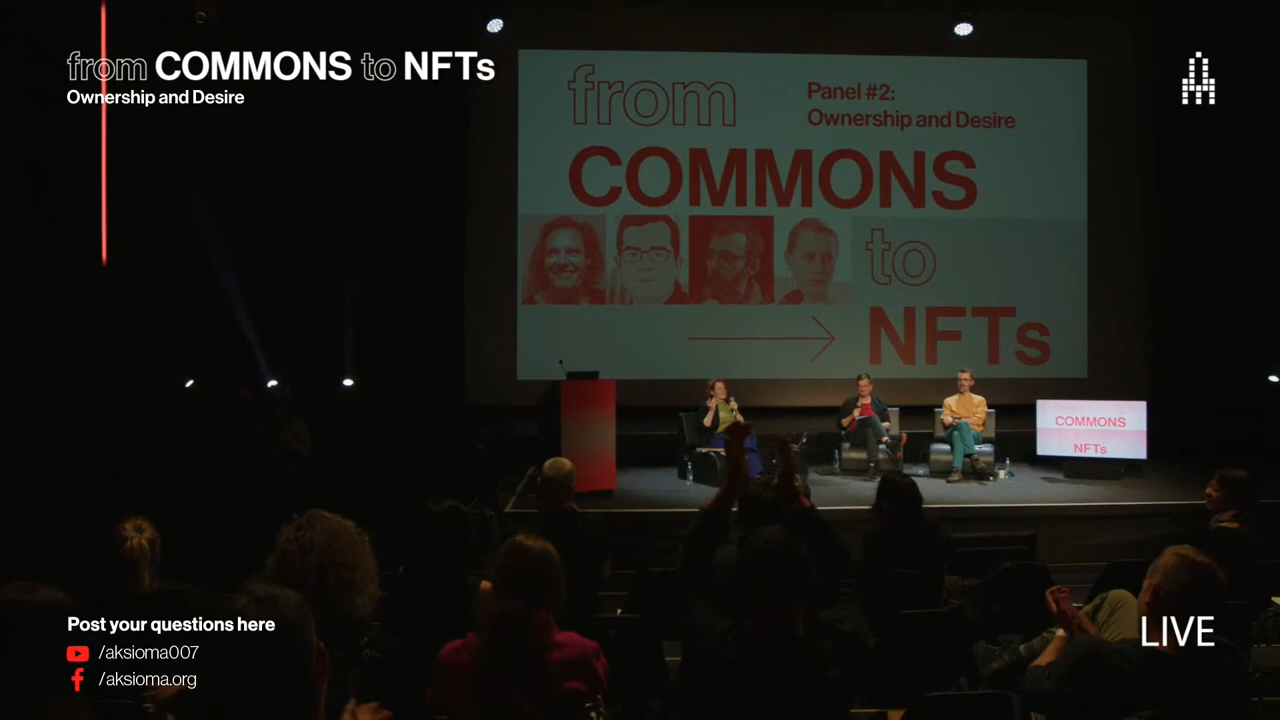 from COMMONS to NFTs
Ownership and Desire
from
Panel #2:
Ownership and Desire
COMMONS
to
NFTs
COMMONS
NFTs
Post your questions here
/aksioma007
/aksioma.org
LIVE